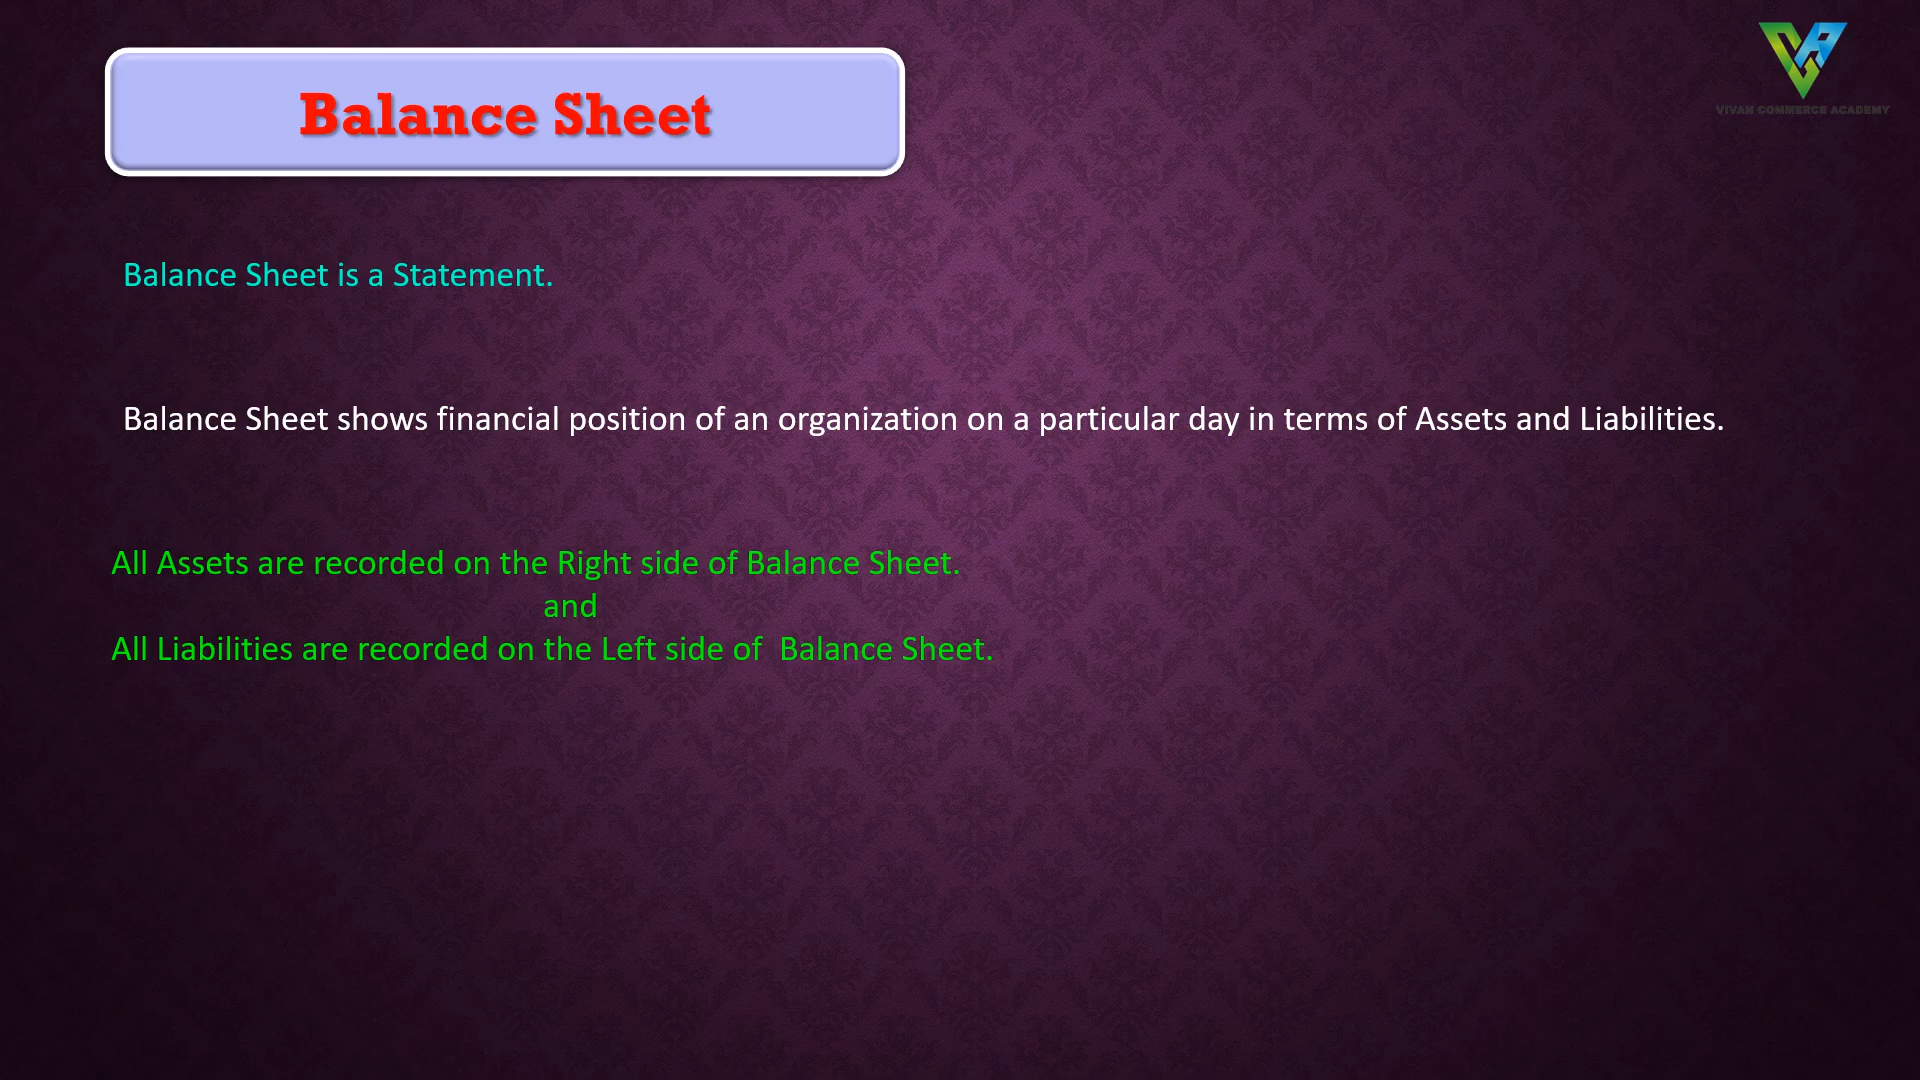 Balance Sheet
VIVAN COMMERCE ACADEMY
Balance Sheet is a Statement.
Balance Sheet shows financial position of an organization on a particular day in terms of Assets and Liabilities.
All Assets are recorded on the Right side of Balance Sheet.
and
All Liabilities are recorded on the Left side of  Balance Sheet.